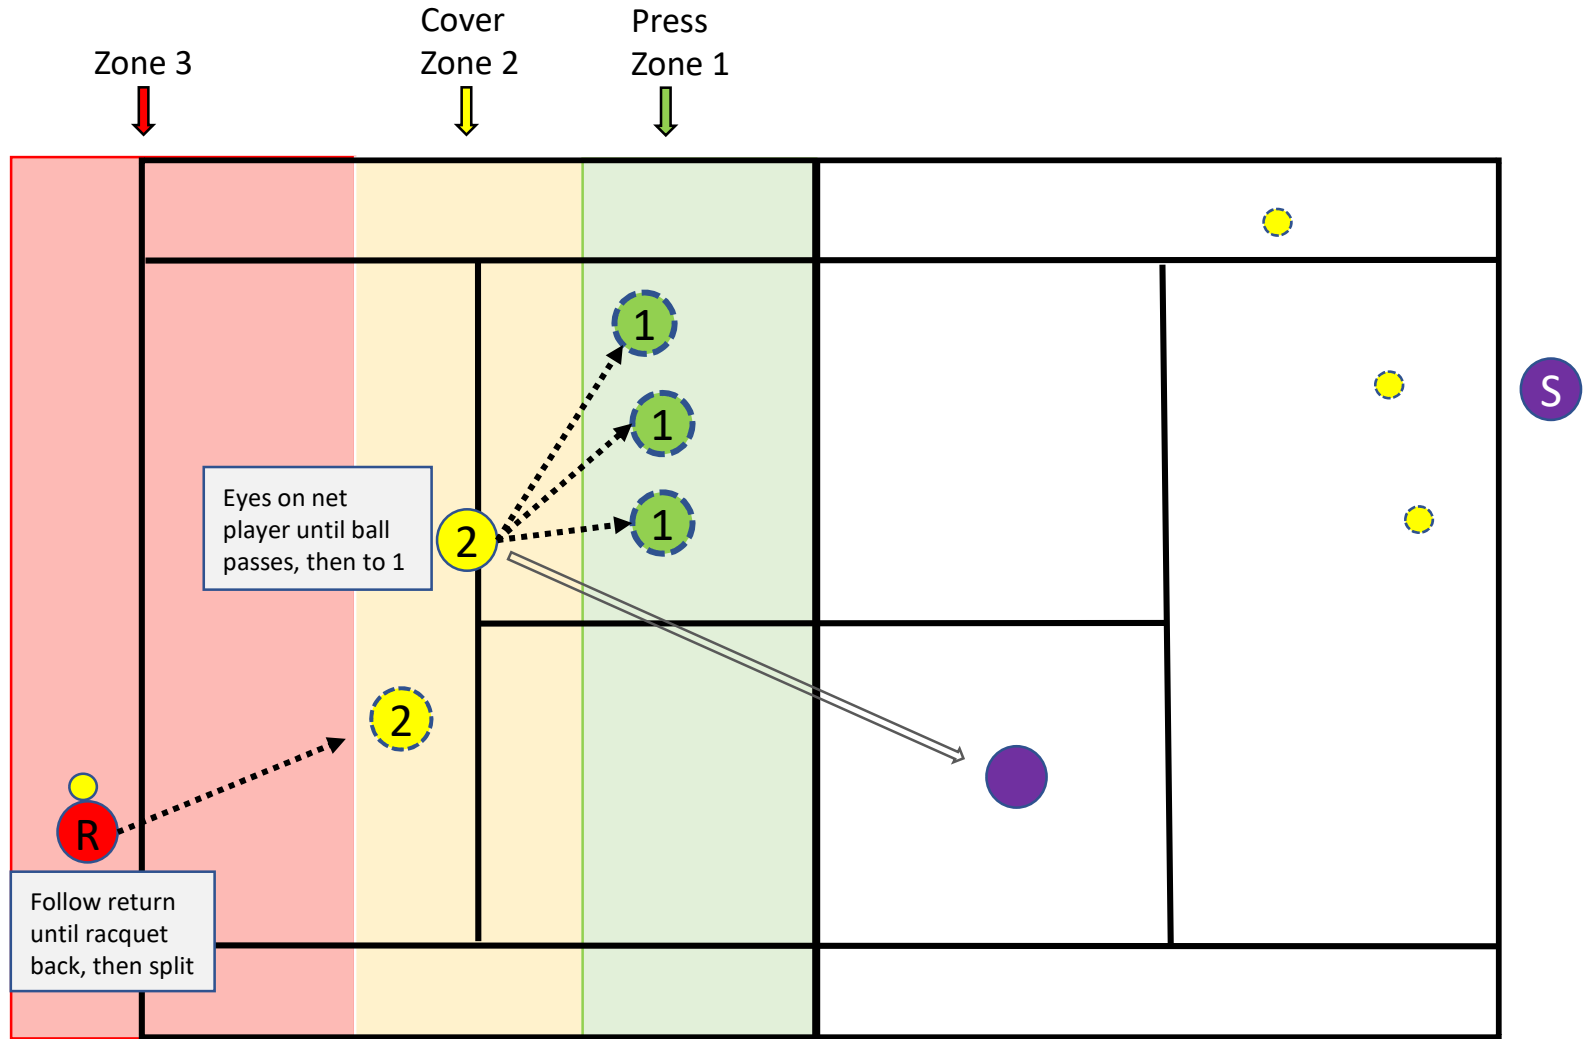 Zone 3
Cover
Zone 2
Press
Zone 1
1
1
1
S
Eyes on net
player until ball
passes, then to 1
2
2
R
Follow return
until racquet
back, then split